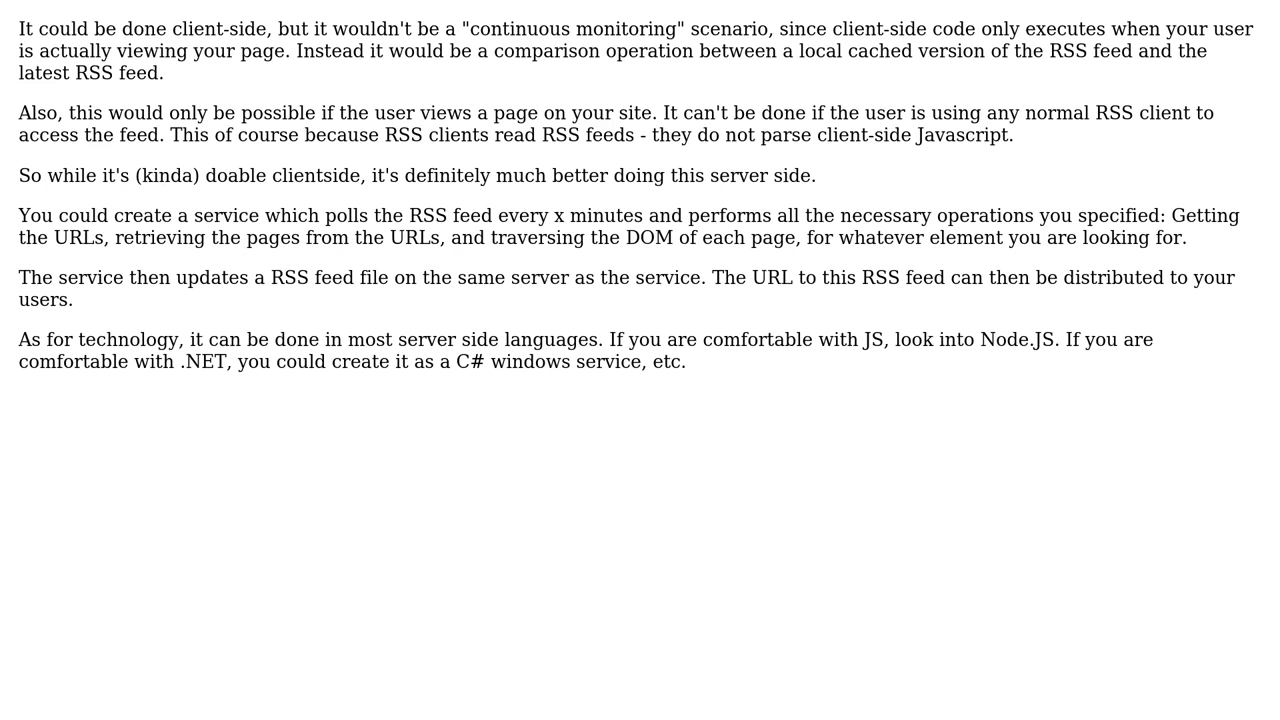 It could be done client-side, but it wouldn't be a "continuous monitoring" scenario, since client-side code only executes when your user
is actually viewing your page. Instead it would be a comparison operation between a local cached version of the RSS feed and the
latest RSS feed.
Also, this would only be possible if the user views a page on your site. It can't be done if the user is using any normal RSS client to
access the feed. This of course because RSS clients read RSS feeds - they do not parse client-side Javascript.
So while it's (kinda) doable clientside, it's definitely much better doing this server side.
You could create a service which polls the RSS feed every x minutes and performs all the necessary operations you specified: Getting
the URLs, retrieving the pages from the URLs, and traversing the DOM of each page, for whatever element you are looking for.
The service then updates a RSS feed file on the same server as the service. The URL to this RSS feed can then be distributed to your
users.
As for technology, it can be done in most server side languages. If you are comfortable with JS, look into Node.JS. If you are
comfortable with .NET, you could create it as a C# windows service, etc.